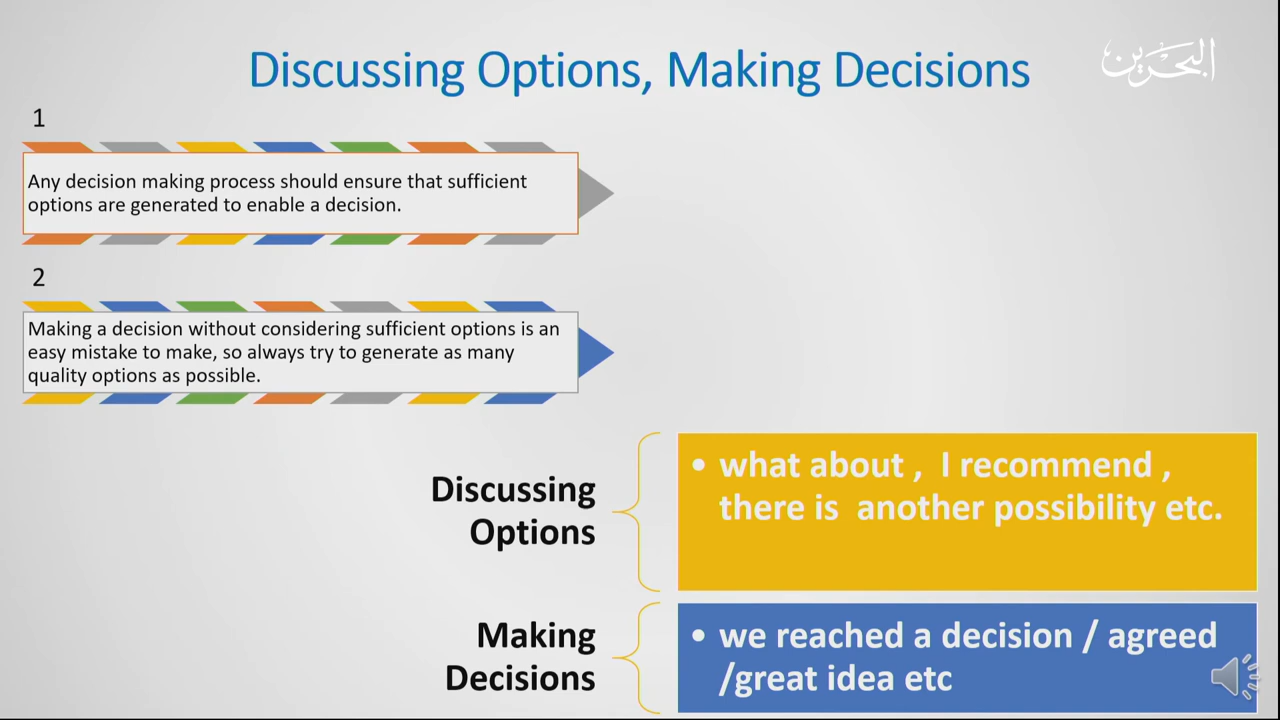 Discussing Options, Making Decisions
البحرين
1
Any decision making process should ensure that sufficient
options are generated to enable a decision.
2
Making a decision without considering sufficient options is an
easy mistake to make, so always try to generate as many
quality options as possible.
Discussing
Options
• what about , I recommend ,
there is another possibility etc.
Making
Decisions
• we reached a decision / agreed
/great idea etc